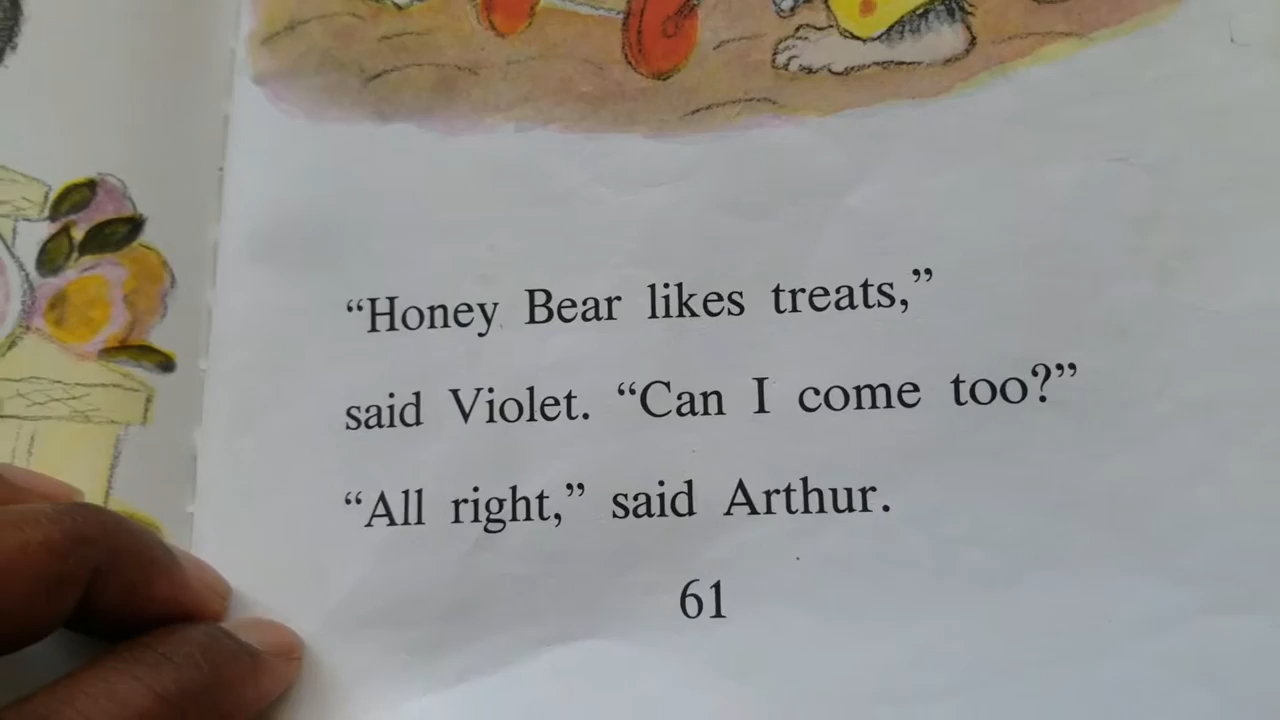 “Honey Bear likes treats,”
said Violet. “Can I come too?”
“All right,” said Arthur.
61